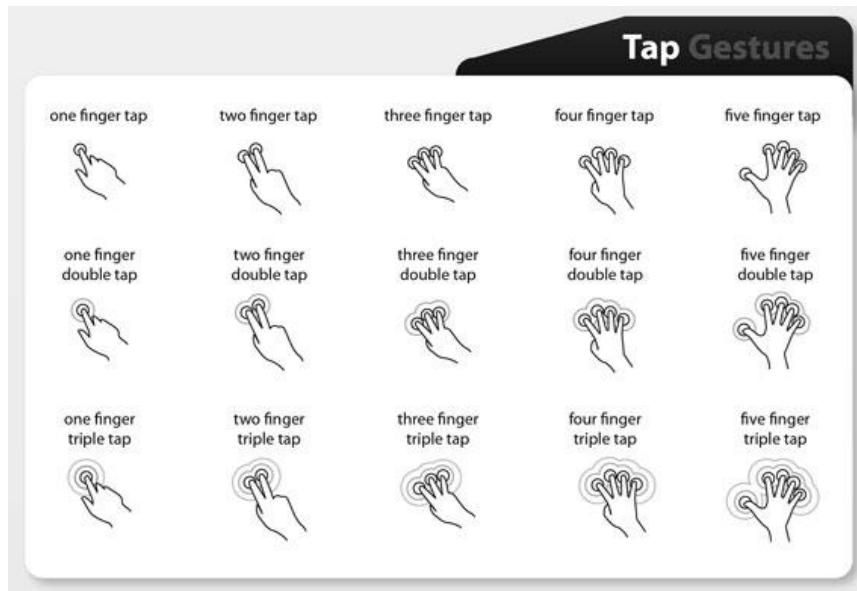 Tap Gestures
one finger tap
two finger tap
three finger tap
four finger tap
five finger tap
one finger
double tap
two finger
double tap
three finger
double tap
four finger
double tap
five finger
double tap
one finger
triple tap
two finger
triple tap
three finger
triple tap
four finger
triple tap
five finger
triple tap